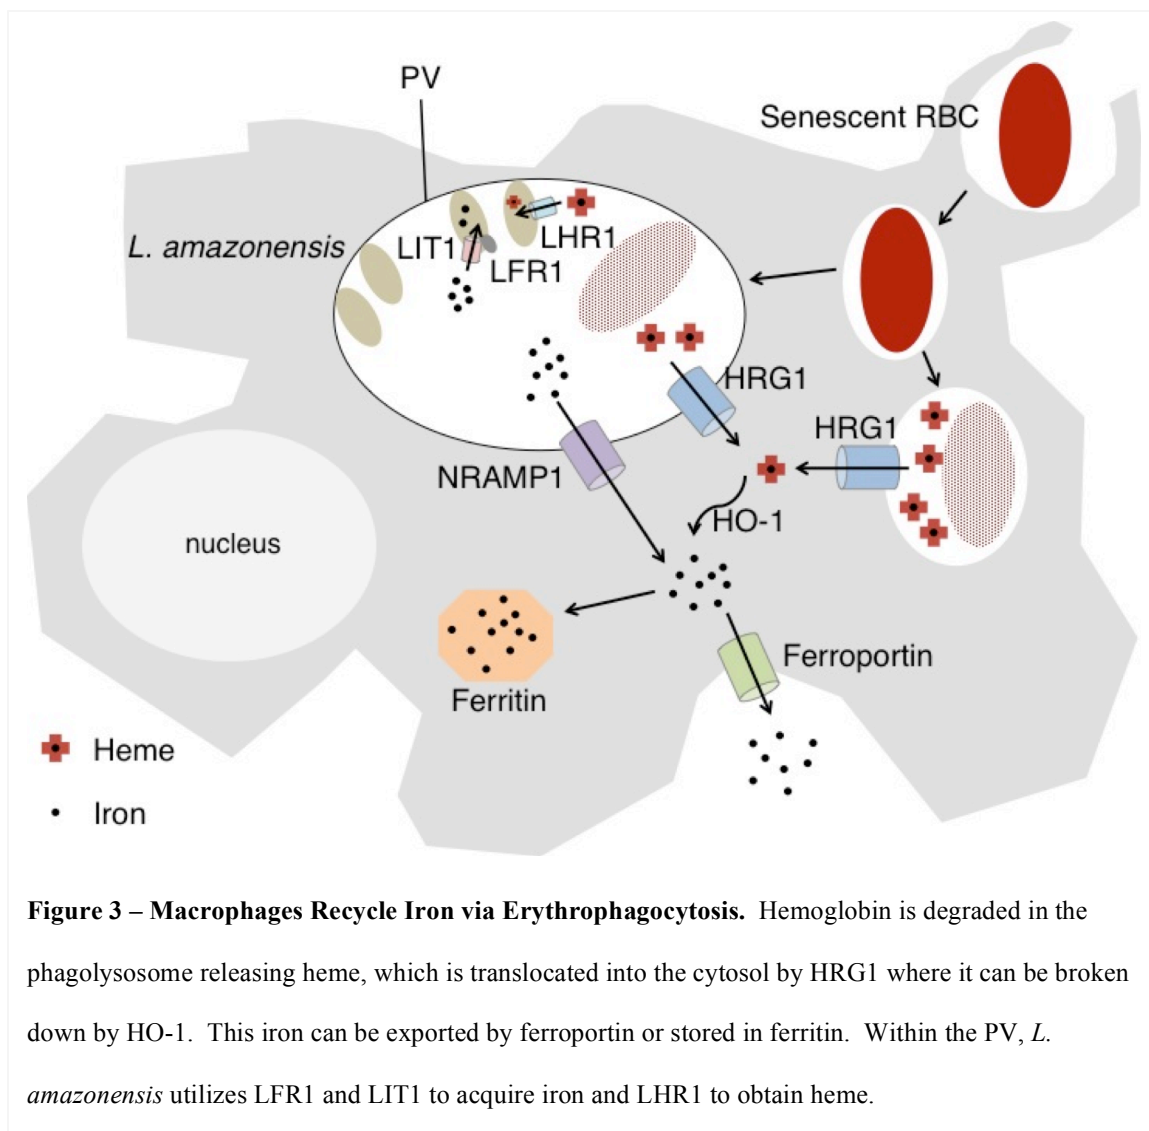 PV
Senescent RBC
L. amazonensis
LIT1
LHR1
LFR1
HRG1
HRG1
NRAMP1
HO-1
nucleus
Ferroportin
Ferritin
Heme
Iron
Figure 3 – Macrophages Recycle Iron via Erythrophagocytosis. Hemoglobin is degraded in the
phagolysosome releasing heme, which is translocated into the cytosol by HRG1 where it can be broken
down by HO-1. This iron can be exported by ferroportin or stored in ferritin. Within the PV, L.
amazonensis utilizes LFR1 and LIT1 to acquire iron and LHR1 to obtain heme.